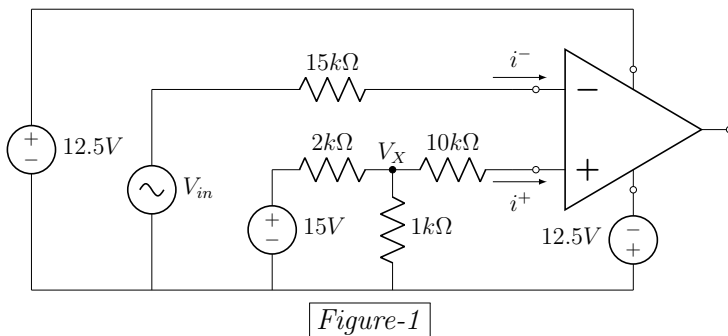 15kΩ
i⁻
12.5V
V_in
2kΩ
V_X
10kΩ
i⁺
15V
1kΩ
12.5V
Figure-1